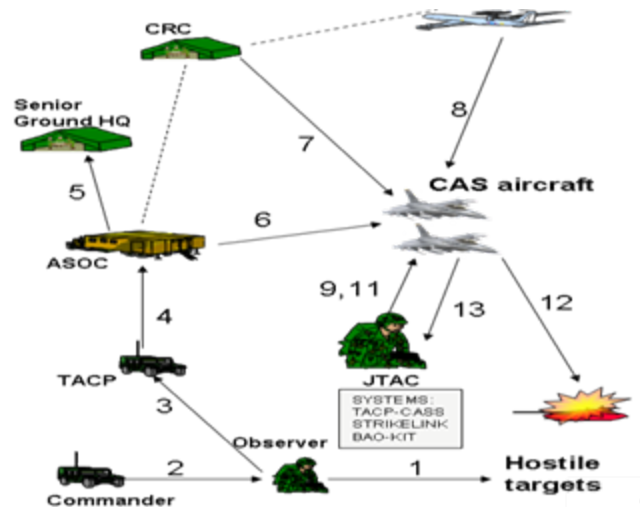 CRC
8
Senior
Ground HQ
7
CAS aircraft
5
6
ASOC
9,11
13
12
4
TACP
JTAC
SYSTEMS:
TACP-CASS
STRIKELINK
BAO-KIT
3
Observer
2
1
Hostile
targets
Commander